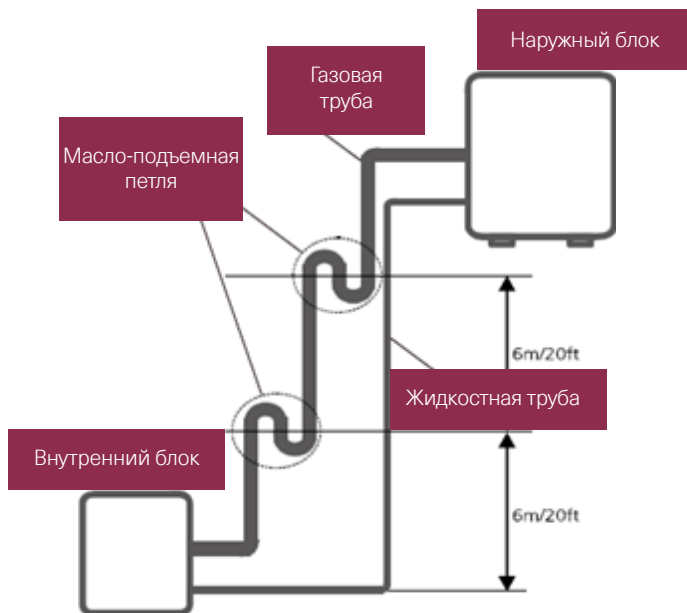 Наружный блок
Газовая
труба
Масло-подъемная
петля
6m/20ft
Жидкостная труба
Внутренний блок
6m/20ft